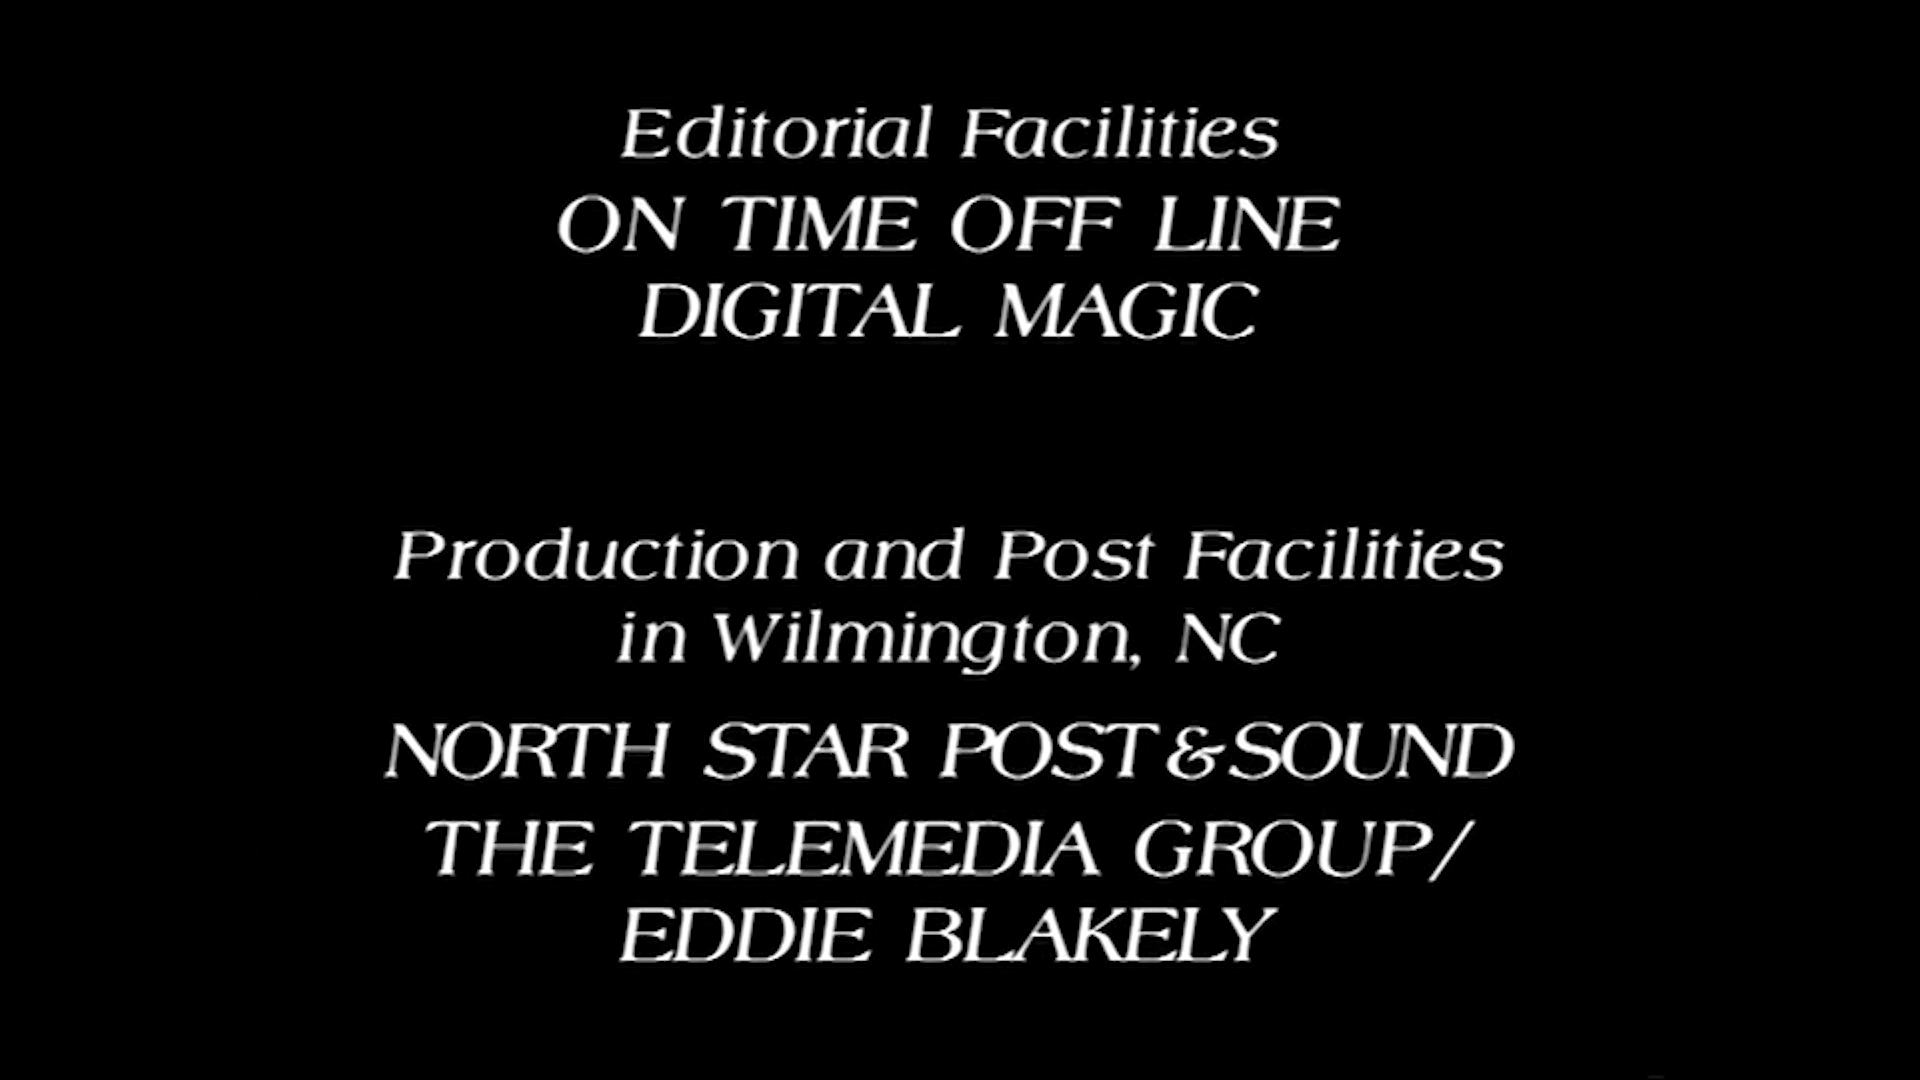 Editorial Facilities
ON TIME OFF LINE
DIGITAL MAGIC
Production and Post Facilities
in Wilmington, NC
NORTH STAR POST & SOUND
THE TELEMEDIA GROUP/
EDDIE BLAKELY